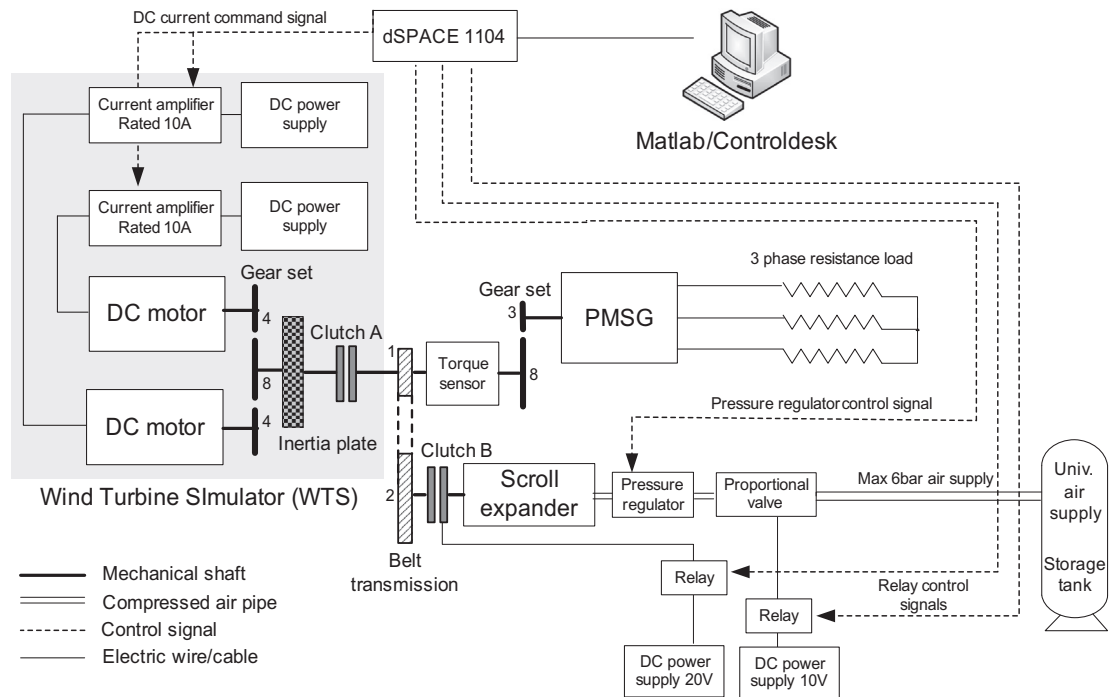 DC current command signal
dSPACE 1104
Matlab/Controldesk
Current amplifier
Rated 10A
DC power
supply
Current amplifier
Rated 10A
DC power
supply
Gear set
DC motor
4
8
DC motor
4
Inertia plate
Clutch A
Wind Turbine SImulator (WTS)
1
Torque
sensor
Gear set
3
8
PMSG
3 phase resistance load
Pressure regulator control signal
Clutch B
2
Belt
transmission
Scroll
expander
Pressure
regulator
Proportional
valve
Max 6bar air supply
Univ.
air
supply
Storage
tank
Relay
Relay
Relay control
signals
DC power
supply 20V
DC power
supply 10V
Mechanical shaft
Compressed air pipe
Control signal
Electric wire/cable